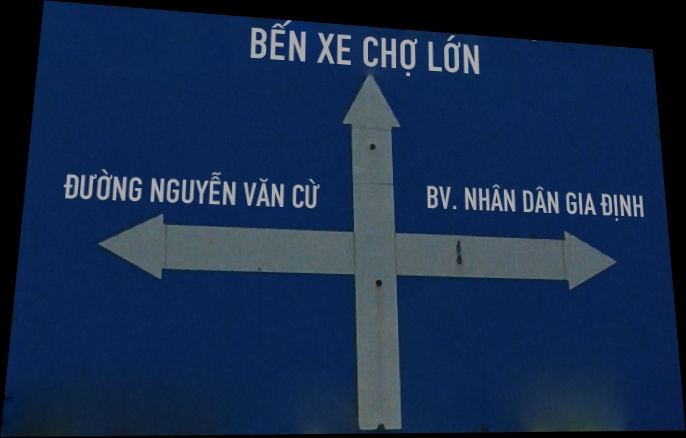 BẾN XE CHỢ LỚN
ĐƯỜNG NGUYỄN VĂN CỪ
BV. NHÂN DÂN GIA ĐỊNH